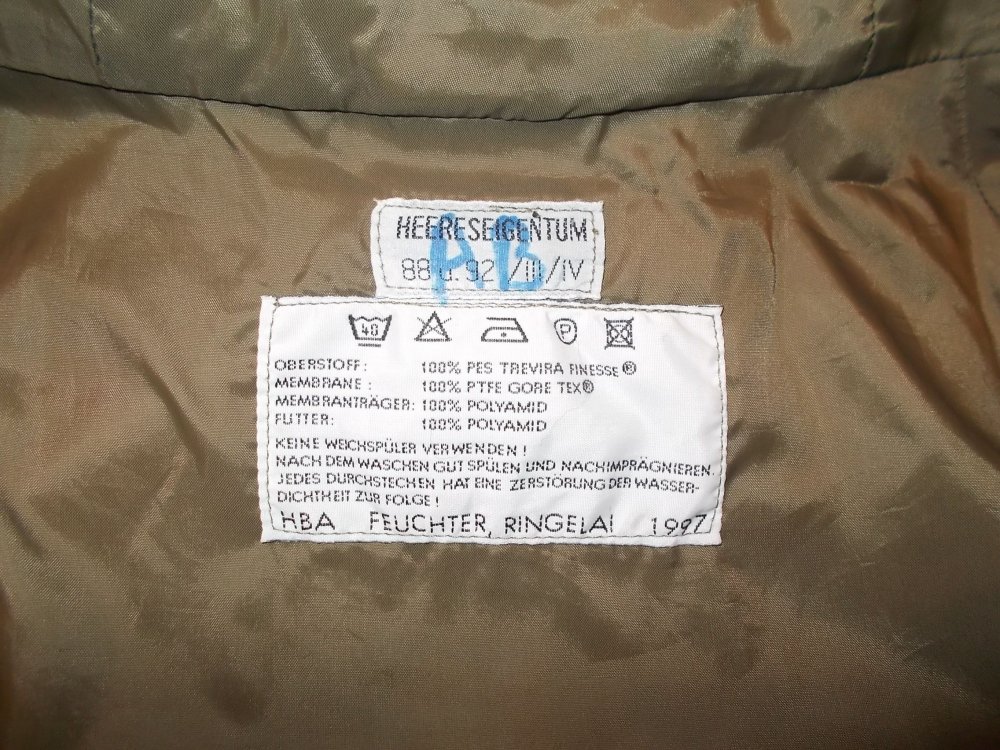 HEERESEIGENTUM
88 u. 92 /III/IV
AB
40 P
OBERSTOFF: 100% PES TREVIRA FINESSE®
MEMBRANE: 100% PTFE GORE TEX®
MEMBRANTRÄGER: 100% POLYAMID
FUTTER: 100% POLYAMID
KEINE WEICHSPÜLER VERWENDEN!
NACH DEM WASCHEN GUT SPÜLEN UND NACHIMPRÄGNIEREN.
JEDES DURCHSTECHEN HAT EINE ZERSTÖRUNG DER WASSER-
DICHTHEIT ZUR FOLGE!
HBA FEUCHTER, RINGELAI 1997